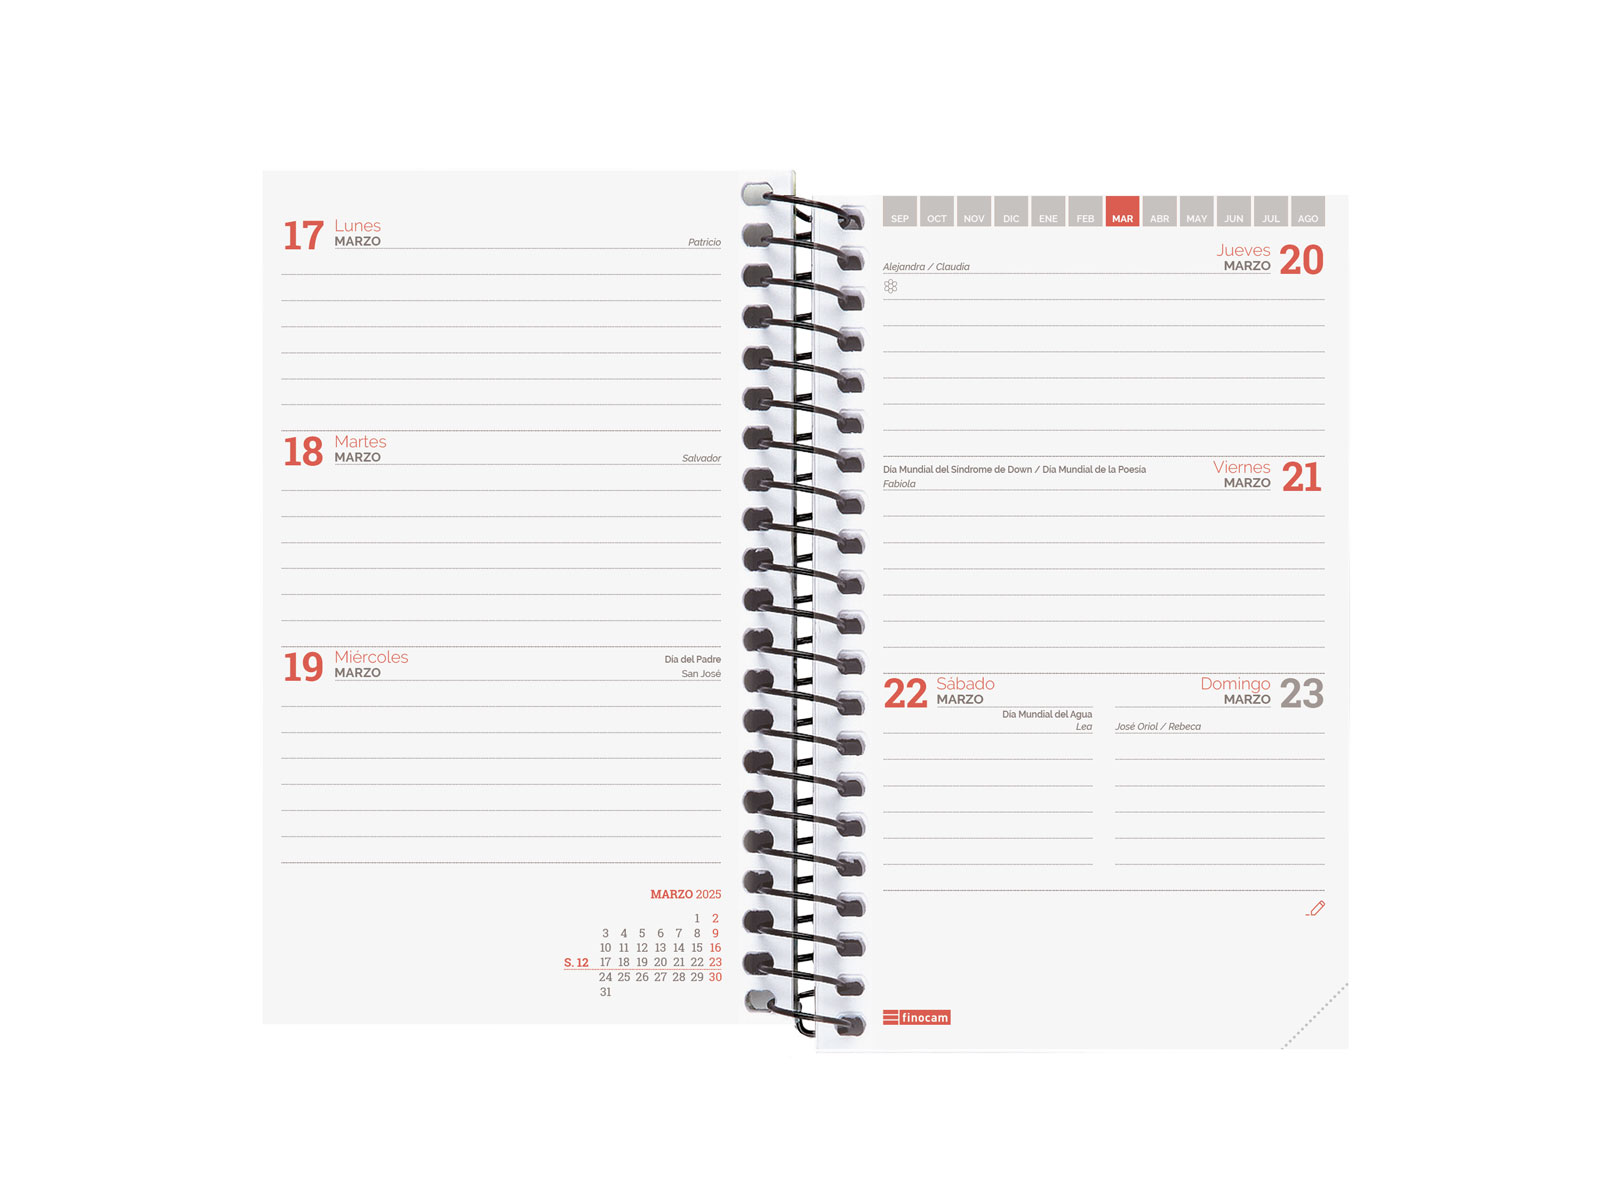 17 Lunes
MARZO
Patricio
18 Martes
MARZO
Salvador
19 Miércoles
MARZO
Día del Padre
San José
MARZO 2025
1 2
3 4 5 6 7 8 9
10 11 12 13 14 15 16
S. 12 17 18 19 20 21 22 23
24 25 26 27 28 29 30
31
SEP OCT NOV DIC ENE FEB MAR ABR MAY JUN JUL AGO
Jueves 20
MARZO
Alejandra / Claudia
Viernes 21
MARZO
Día Mundial del Síndrome de Down / Día Mundial de la Poesía
Fabiola
22 Sábado
MARZO
Día Mundial del Agua
Lea
Domingo 23
MARZO
José Oriol / Rebeca
finocam